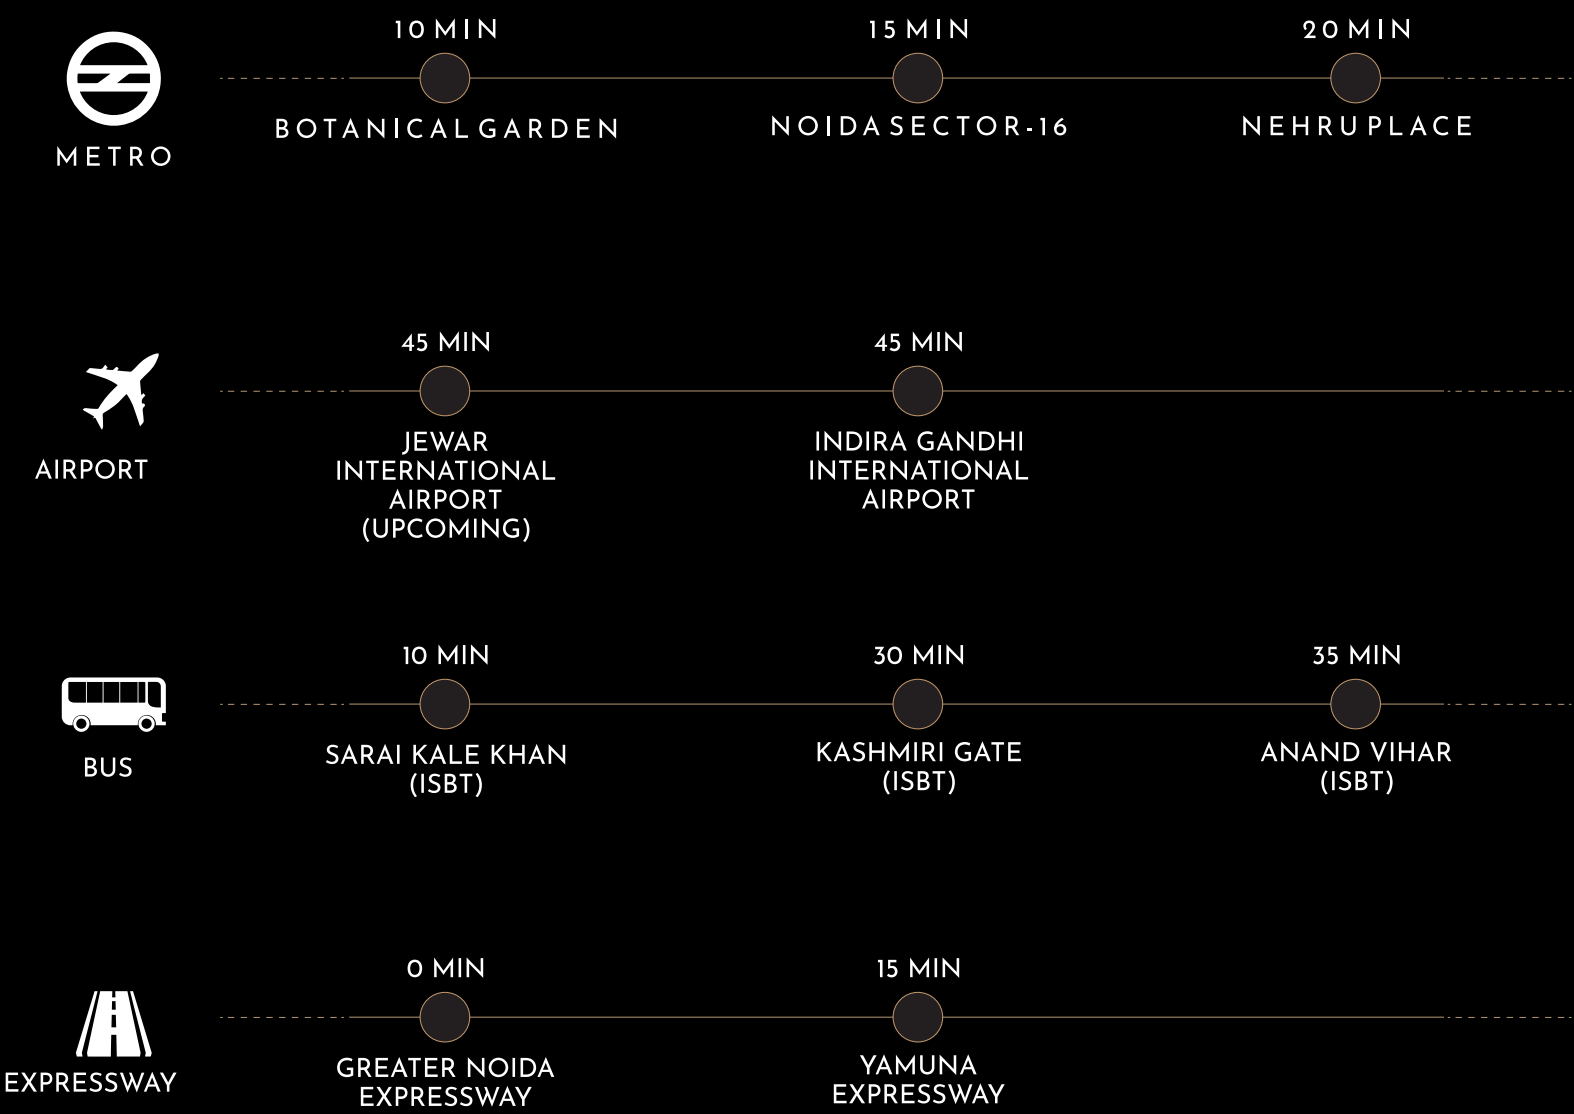 10 MIN
15 MIN
20 MIN
BOTANICAL GARDEN
NOIDA SECTOR-16
NEHRU PLACE
METRO
45 MIN
45 MIN
JEWAR
INTERNATIONAL
AIRPORT
(UPCOMING)
INDIRA GANDHI
INTERNATIONAL
AIRPORT
AIRPORT
10 MIN
30 MIN
35 MIN
SARAI KALE KHAN
(ISBT)
KASHMIRI GATE
(ISBT)
ANAND VIHAR
(ISBT)
BUS
0 MIN
15 MIN
GREATER NOIDA
EXPRESSWAY
YAMUNA
EXPRESSWAY
EXPRESSWAY